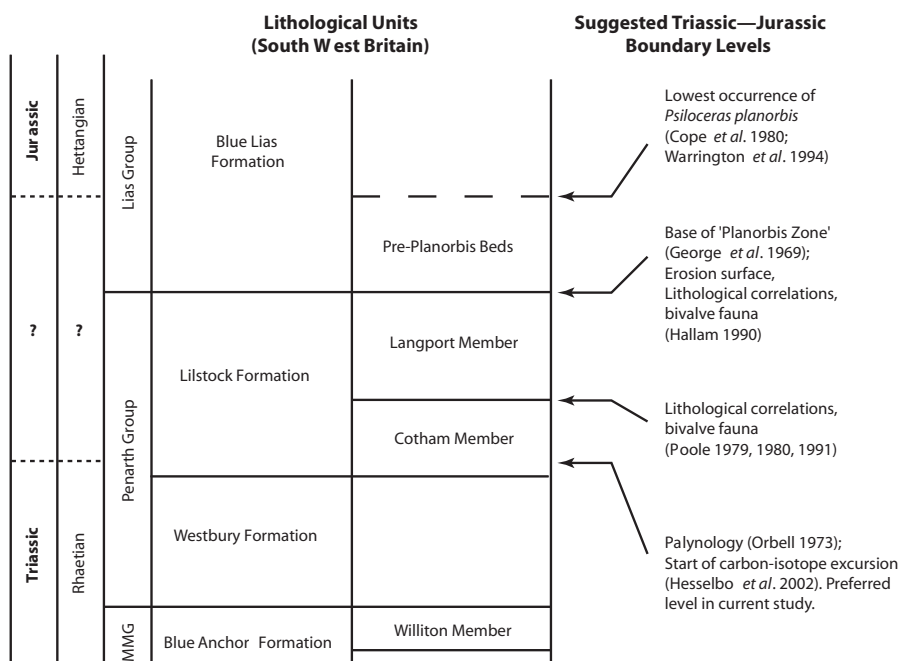 Lithological Units
(South West Britain)
Suggested Triassic—Jurassic
Boundary Levels
Jurassic
Hettangian
?
?
Triassic
Rhaetian
Lias Group
Penarth Group
MMG
Blue Lias
Formation
Lilstock Formation
Westbury Formation
Blue Anchor Formation
Pre-Planorbis Beds
Langport Member
Cotham Member
Williton Member
Lowest occurrence of
Psiloceras planorbis
(Cope et al. 1980;
Warrington et al. 1994)
Base of 'Planorbis Zone'
(George et al. 1969);
Erosion surface,
Lithological correlations,
bivalve fauna
(Hallam 1990)
Lithological correlations,
bivalve fauna
(Poole 1979, 1980, 1991)
Palynology (Orbell 1973);
Start of carbon-isotope excursion
(Hesselbo et al. 2002). Preferred
level in current study.